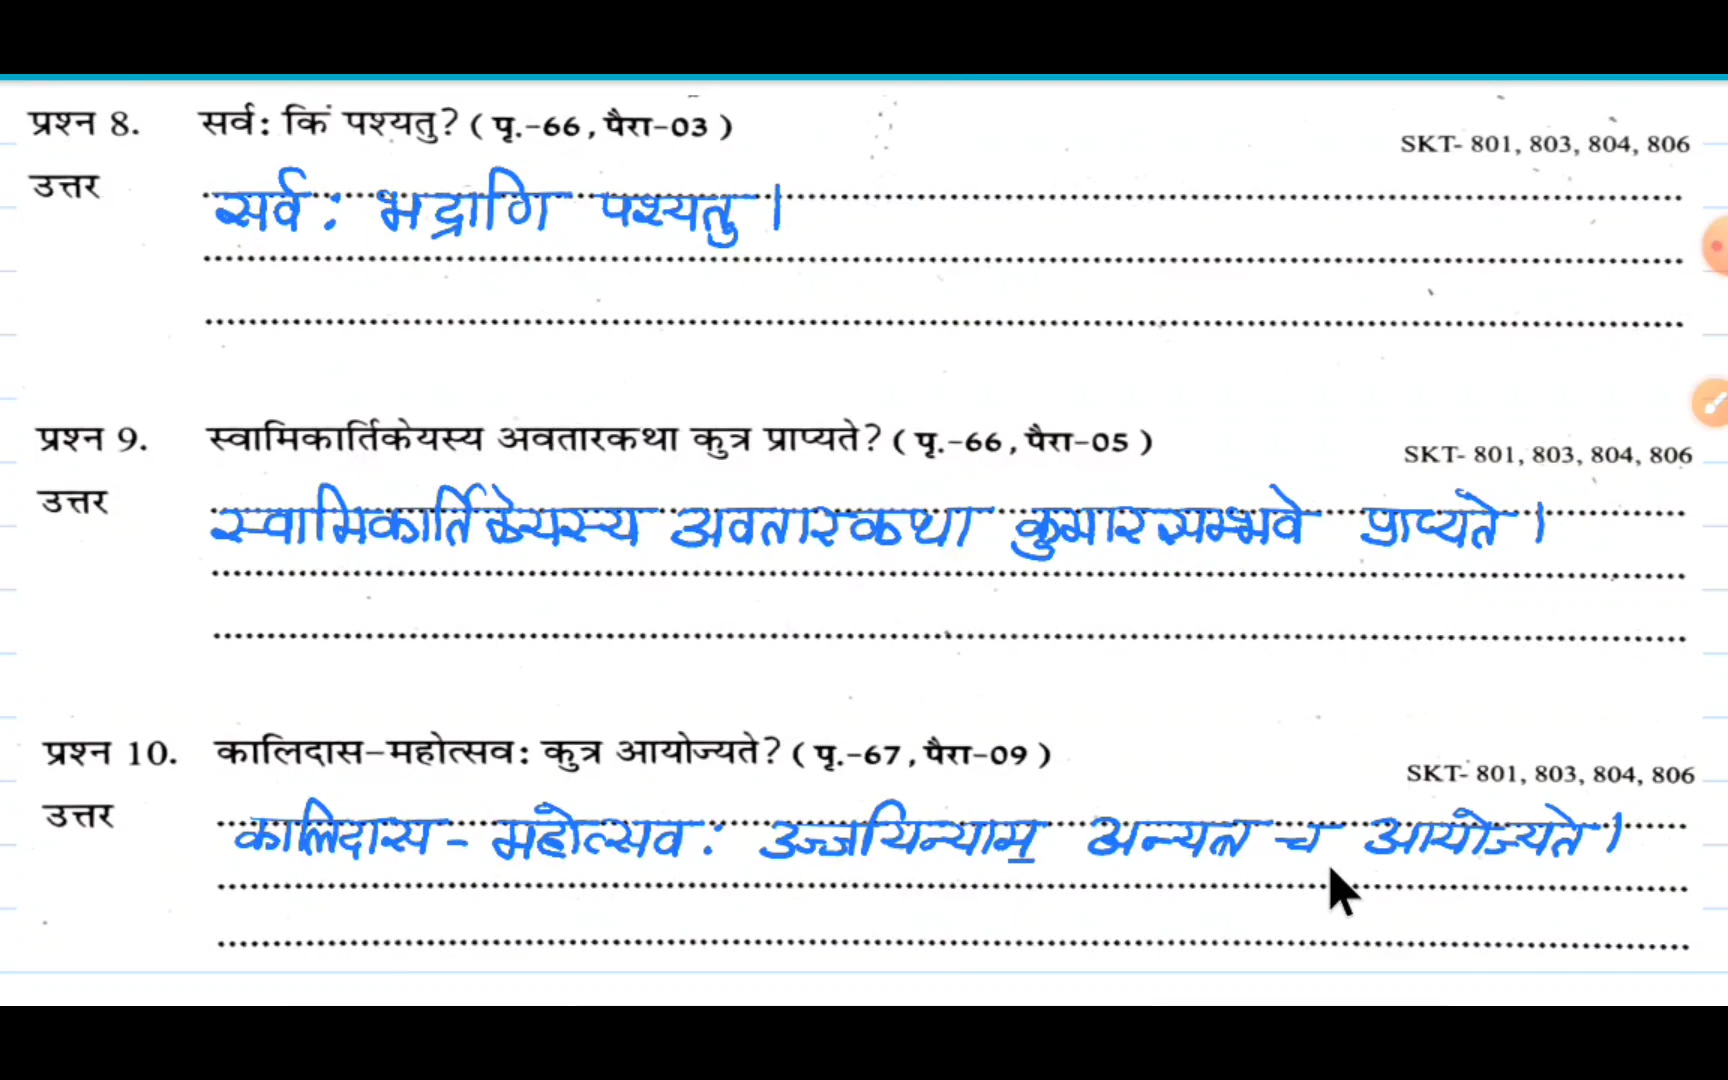 प्रश्न 8. सर्व: किं पश्यतु? ( पृ.-66, पैरा-03 )
SKT- 801, 803, 804, 806
उत्तर सर्व: भद्राणि पश्यतु।
प्रश्न 9. स्वामिकार्तिकेयस्य अवतारकथा कुत्र प्राप्यते? ( पृ.-66, पैरा-05 )
SKT- 801, 803, 804, 806
उत्तर स्वामिकार्तिकेयस्य अवतारकथा कुमारसम्भवे प्राप्यते।
प्रश्न 10. कालिदास-महोत्सव: कुत्र आयोज्यते? ( पृ.-67, पैरा-09 )
SKT- 801, 803, 804, 806
उत्तर कालिदास - महोत्सव: उज्जयिन्याम् अन्यत्र च आयोज्यते।